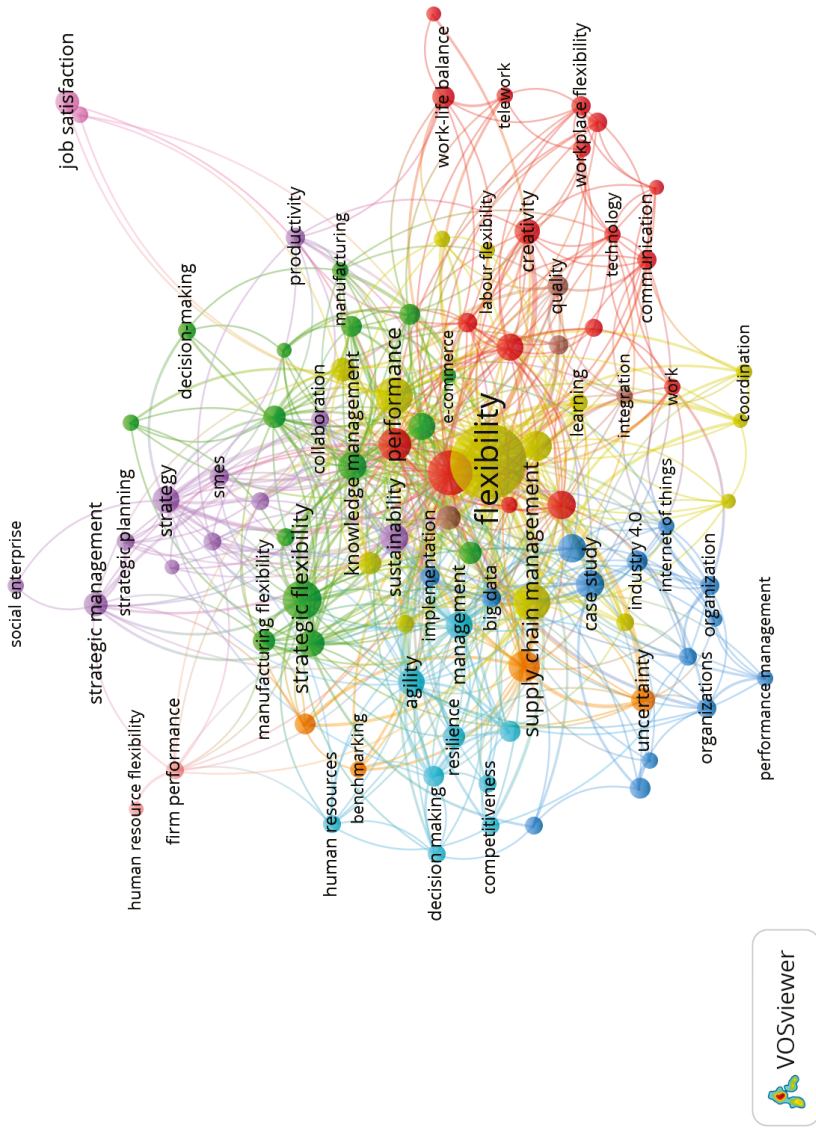 social enterprise
strategic management
strategic planning
strategy
smes
job satisfaction
decision-making
productivity
manufacturing
collaboration
knowledge management
performance
human resource flexibility
firm performance
manufacturing flexibility
strategic flexibility
sustainability
implementation
e-commerce
flexibility
human resources
benchmarking
agility
management
big data
resilience
decision making
competitiveness
supply chain management
case study
industry 4.0
internet of things
organization
uncertainty
organizations
performance management
work-life balance
telework
workplace flexibility
labour flexibility
creativity
quality
technology
communication
learning
integration
work
coordination
VOSviewer